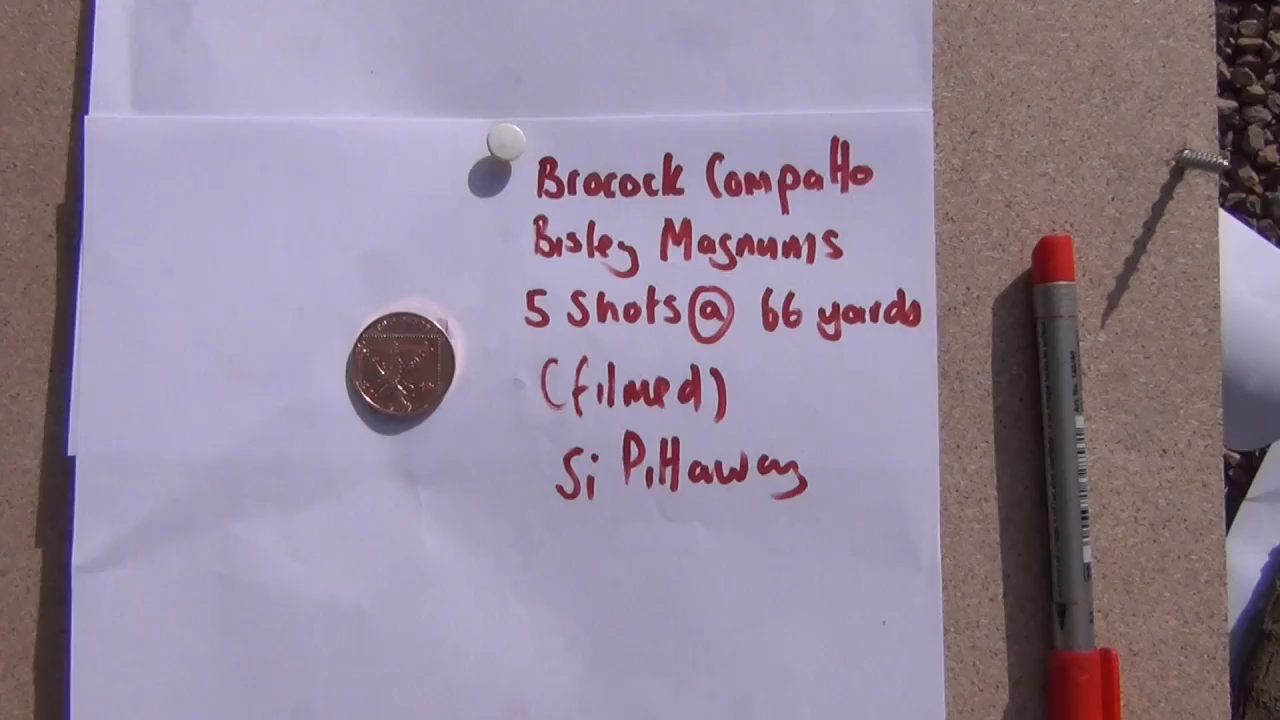 Brocock Compatto
Bisley Magnums
5 Shots @ 66 yards
(filmed)
Si Pittaway